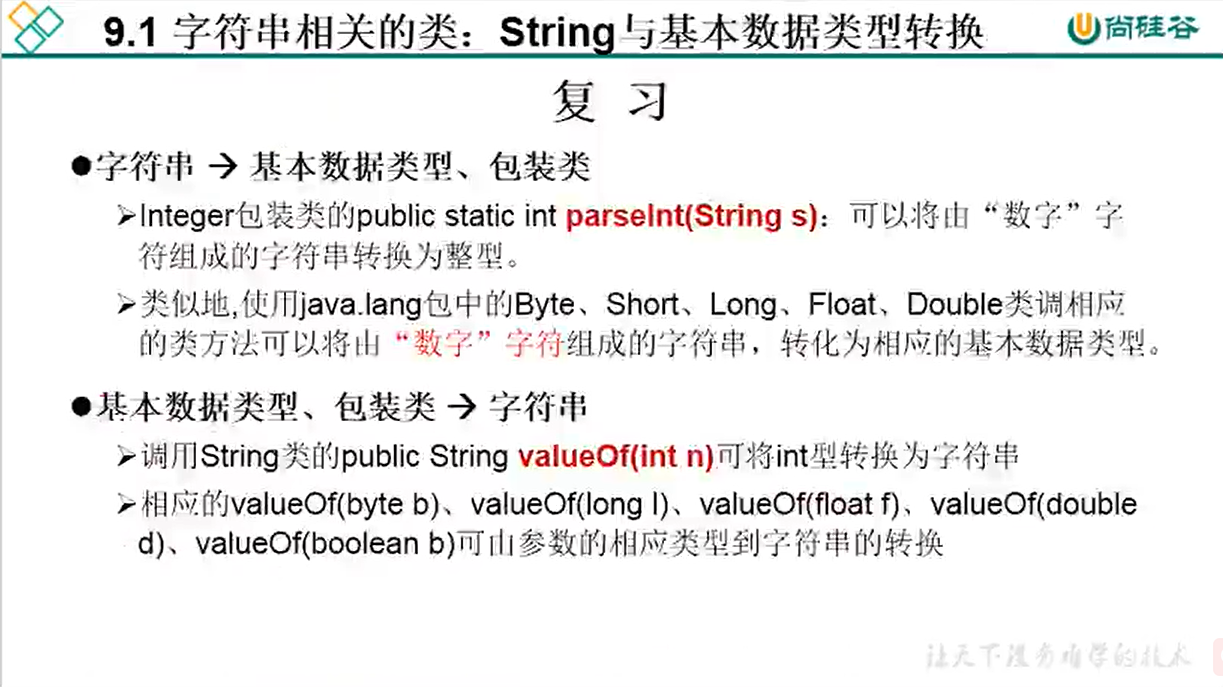 9.1 字符串相关的类：String与基本数据类型转换
尚硅谷
复 习
●字符串 → 基本数据类型、包装类
➢Integer包装类的public static int parseInt(String s)：可以将由“数字”字
符组成的字符串转换为整型。
➢类似地,使用java.lang包中的Byte、Short、Long、Float、Double类调相应
的类方法可以将由“数字”字符组成的字符串，转化为相应的基本数据类型。
●基本数据类型、包装类 → 字符串
➢调用String类的public String valueOf(int n)可将int型转换为字符串
➢相应的valueOf(byte b)、valueOf(long l)、valueOf(float f)、valueOf(double
d)、valueOf(boolean b)可由参数的相应类型到字符串的转换
让天下没有难学的技术